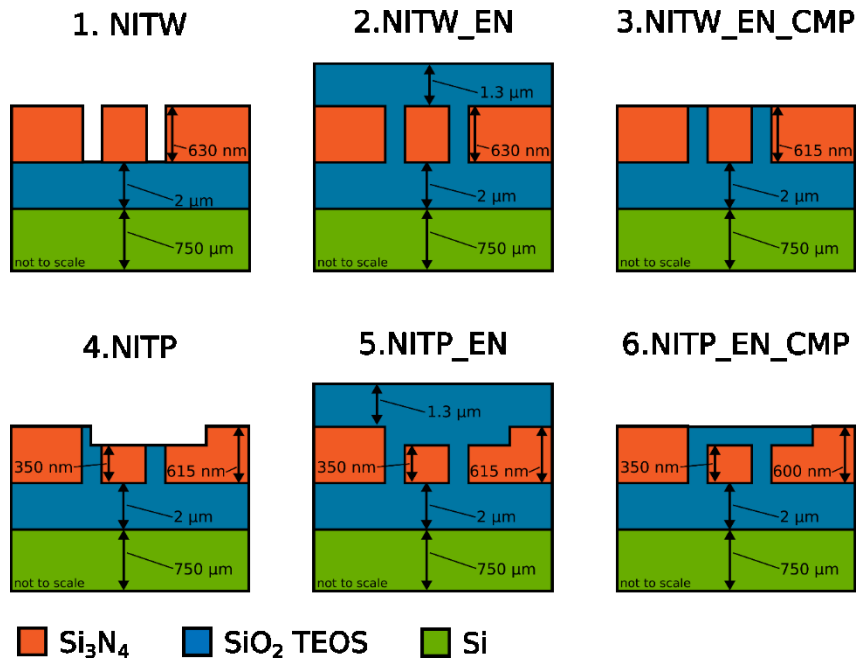 1. NITW
2.NITW_EN
3.NITW_EN_CMP
630 nm
2 μm
750 μm
not to scale
1.3 μm
630 nm
2 μm
750 μm
not to scale
615 nm
2 μm
750 μm
not to scale
4.NITP
5.NITP_EN
6.NITP_EN_CMP
350 nm
615 nm
2 μm
750 μm
not to scale
1.3 μm
350 nm
615 nm
2 μm
750 μm
not to scale
350 nm
600 nm
2 μm
750 μm
not to scale
Si₃N₄ SiO₂ TEOS Si